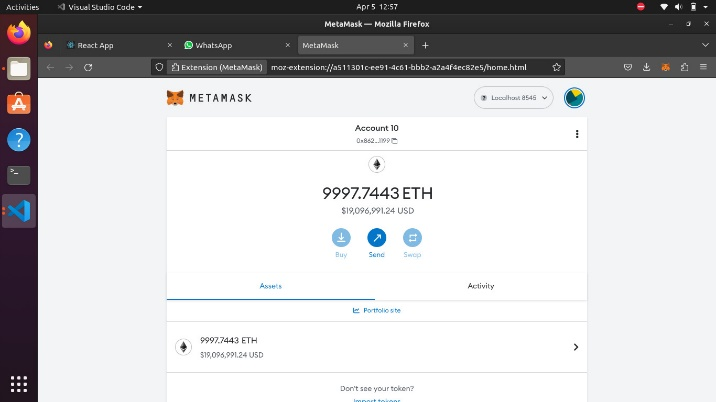 Activities
Visual Studio Code
Apr 5 12:57
MetaMask — Mozilla Firefox
React App
WhatsApp
MetaMask
Extension (MetaMask)
moz-extension://a511301c-ee91-4c61-bbb2-a2a4f4ec82e5/home.html
METAMASK
Localhost 8545
Account 10
0x862...1199
9997.7443 ETH
$19,096,991.24 USD
Buy
Send
Swap
Assets
Activity
Portfolio site
9997.7443 ETH
$19,096,991.24 USD
Don't see your token?
Import tokens